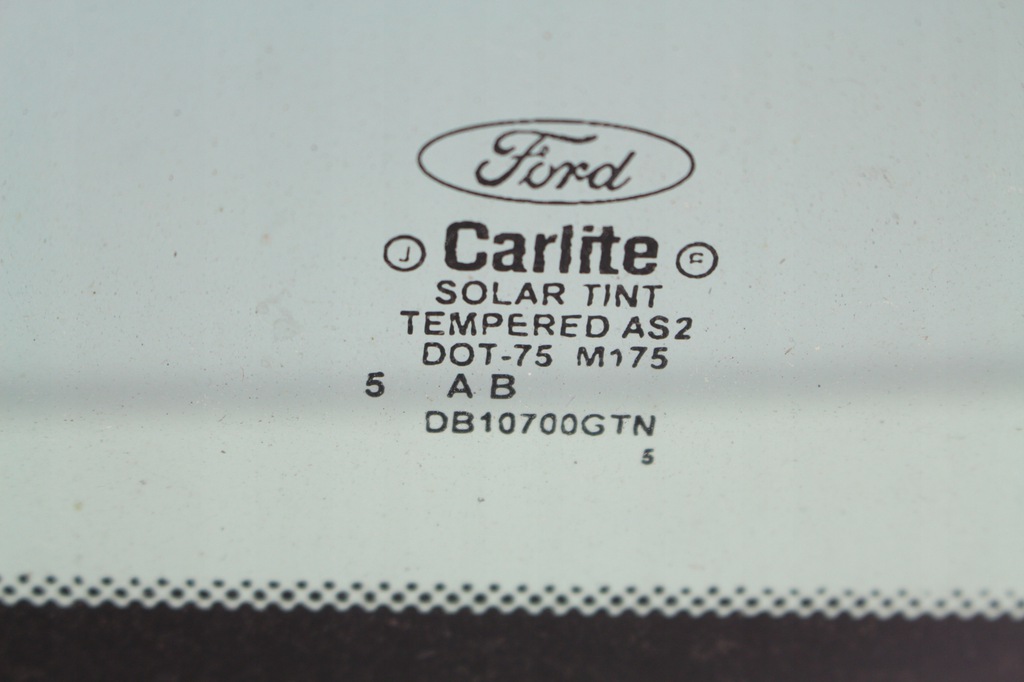 Ford
J Carlite F
SOLAR TINT
TEMPERED AS2
DOT-75 M175
5 A B
DB10700GTN
5